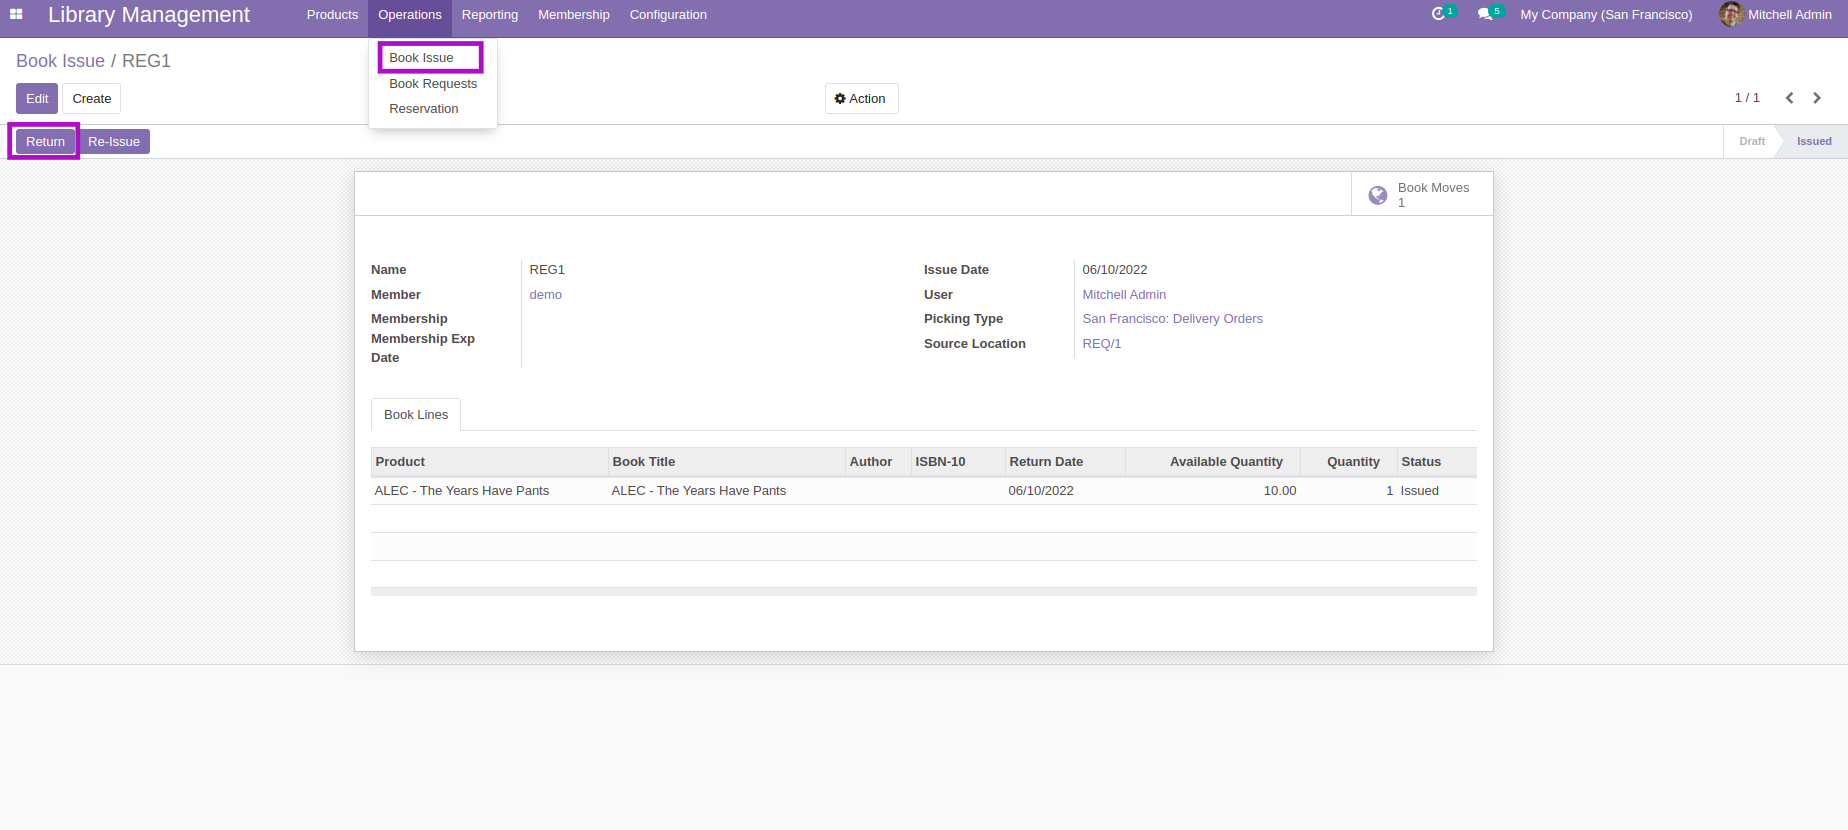 Library Management Products Operations Reporting Membership Configuration 1 5 My Company (San Francisco) Mitchell Admin
Book Issue
Book Requests
Reservation
Book Issue / REG1
Edit Create Action 1 / 1
Return Re-Issue Draft Issued
Book Moves
1
Name REG1
Member demo
Membership
Membership Exp
Date
Issue Date 06/10/2022
User Mitchell Admin
Picking Type San Francisco: Delivery Orders
Source Location REQ/1
Book Lines
Product Book Title Author ISBN-10 Return Date Available Quantity Quantity Status
ALEC - The Years Have Pants ALEC - The Years Have Pants 06/10/2022 10.00 1 Issued